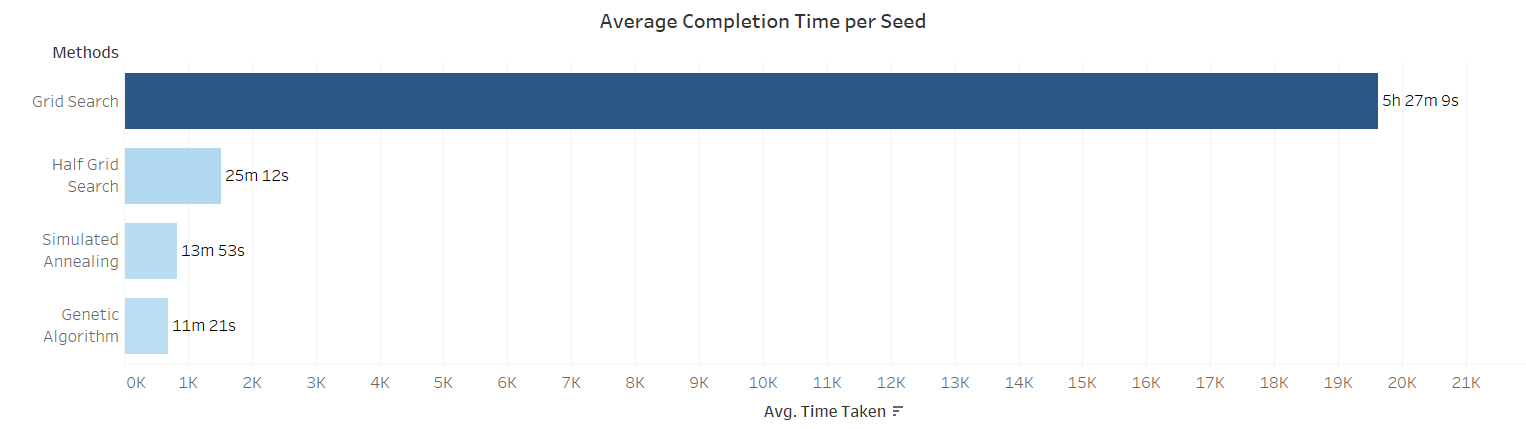 Average Completion Time per Seed
Methods
Grid Search
5h 27m 9s
Half Grid
Search
25m 12s
Simulated
Annealing
13m 53s
Genetic
Algorithm
11m 21s
0K 1K 2K 3K 4K 5K 6K 7K 8K 9K 10K 11K 12K 13K 14K 15K 16K 17K 18K 19K 20K 21K
Avg. Time Taken